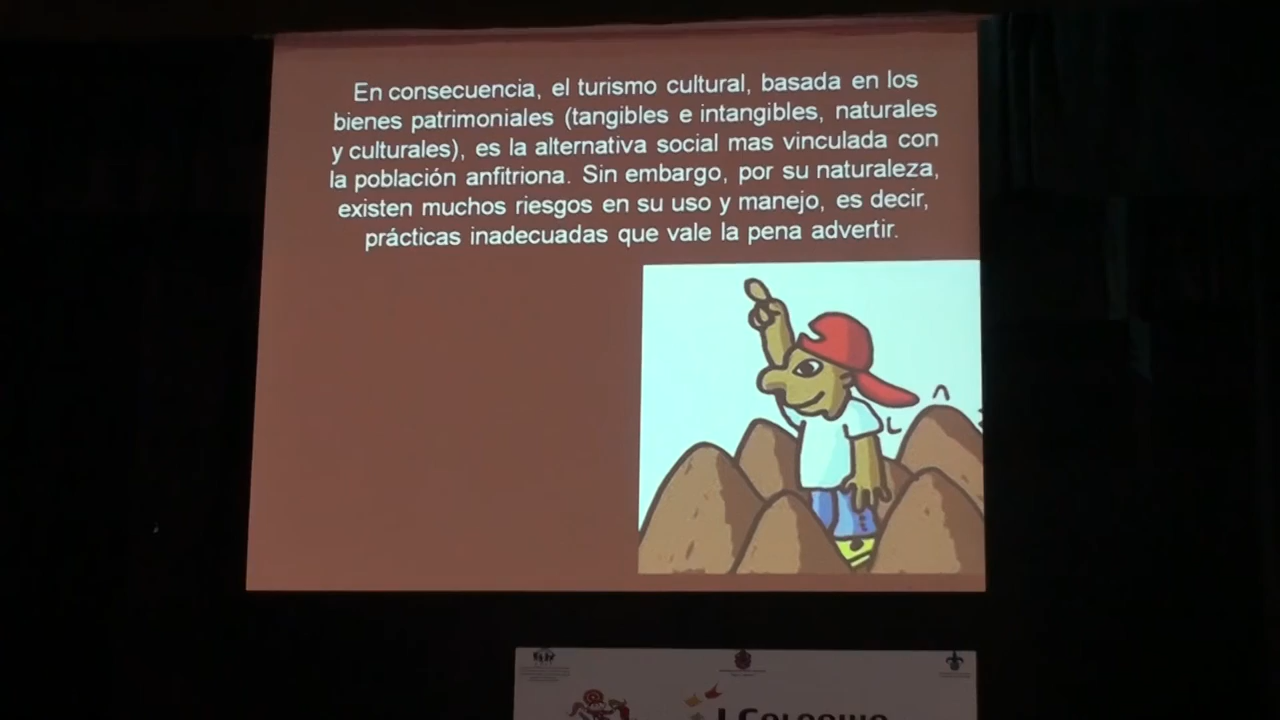 En consecuencia, el turismo cultural, basada en los
bienes patrimoniales (tangibles e intangibles, naturales
y culturales), es la alternativa social mas vinculada con
la población anfitriona. Sin embargo, por su naturaleza,
existen muchos riesgos en su uso y manejo, es decir,
prácticas inadecuadas que vale la pena advertir.
I Coloquio